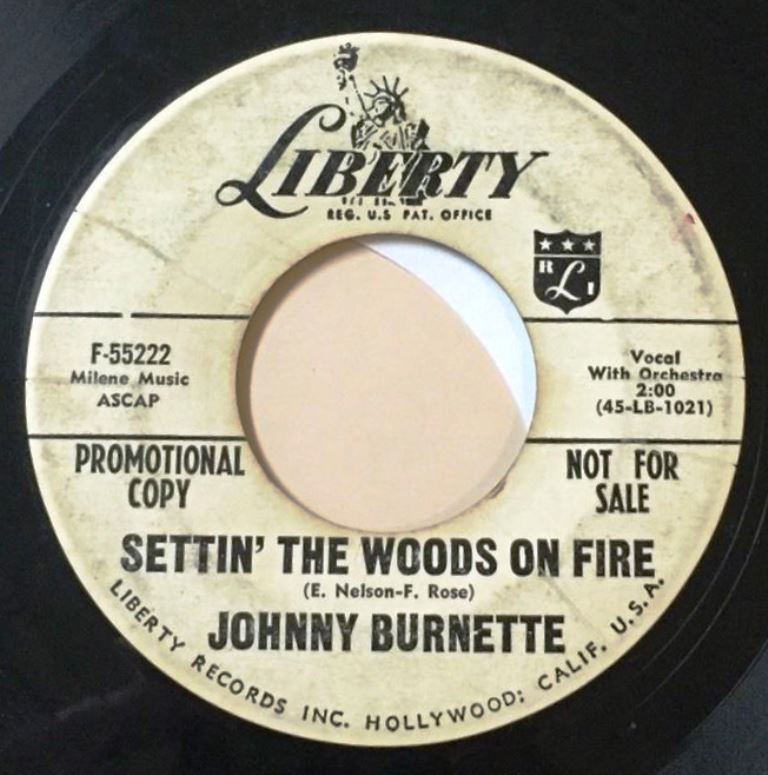 LIBERTY
REG. U.S PAT. OFFICE
R L I
F-55222
Milene Music
ASCAP
Vocal
With Orchestra
2:00
(45-LB-1021)
PROMOTIONAL
COPY
NOT FOR
SALE
SETTIN' THE WOODS ON FIRE
(E. Nelson-F. Rose)
JOHNNY BURNETTE
LIBERTY RECORDS INC. HOLLYWOOD; CALIF. U.S.A.